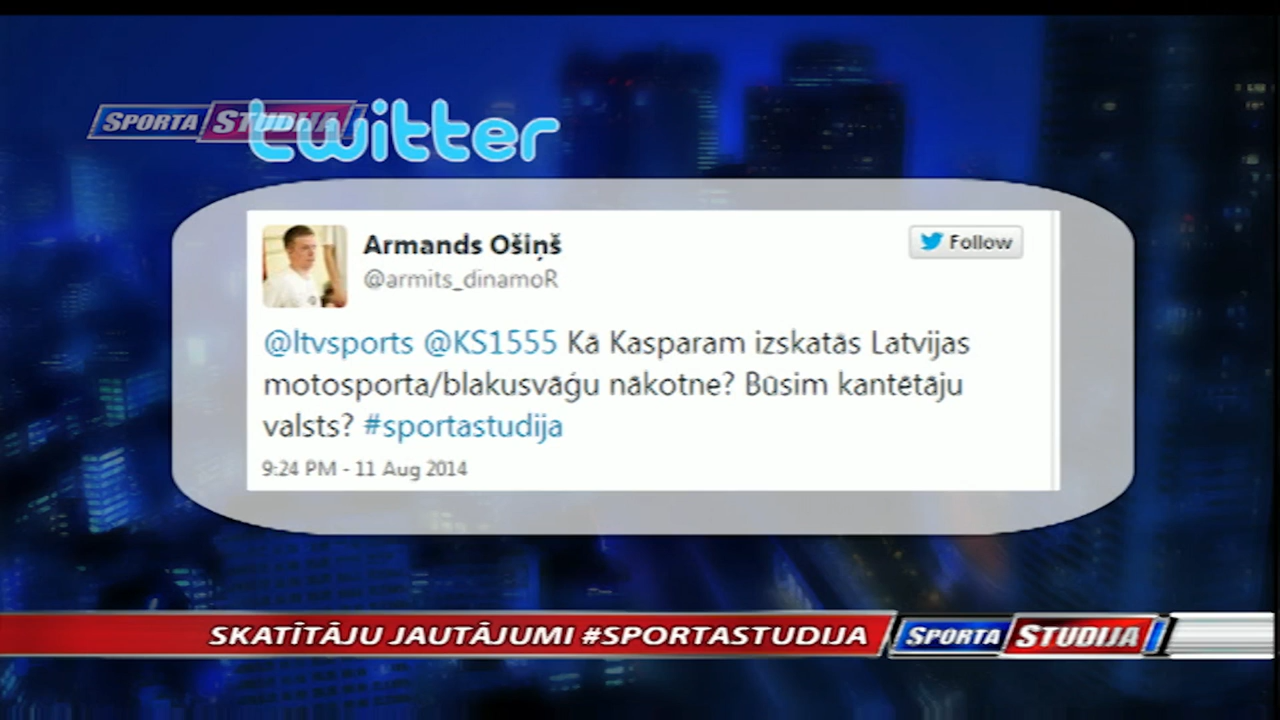 SPORTA STUDIJA
twitter
Armands Ošiņš
Follow
@armits_dinamoR
@ltvsports @KS1555 Kā Kasparam izskatās Latvijas
motosporta/blakusvāģu nākotne? Būsim kantētāju
valsts? #sportastudija
9:24 PM - 11 Aug 2014
SKATĪTĀJU JAUTĀJUMI #SPORTASTUDIJA
SPORTA STUDIJA